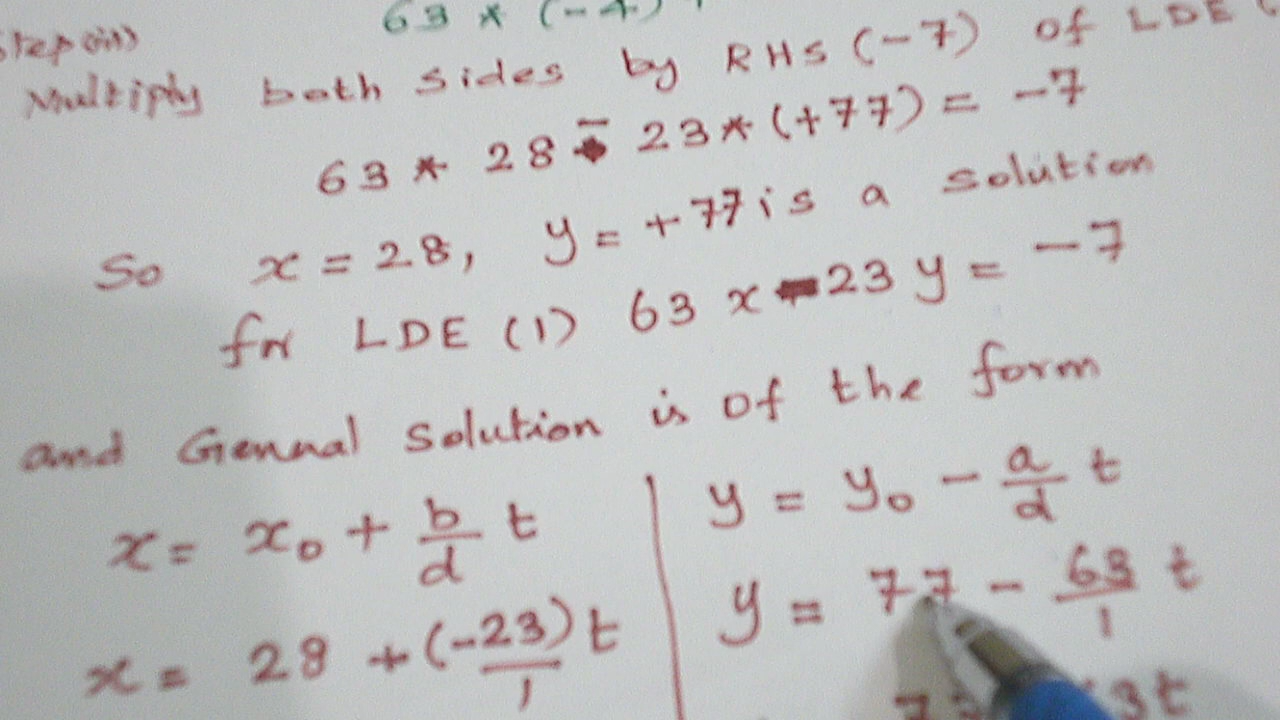 Step (iii)
63 * (-4)
Multiply both sides by RHS (-7) of LDE (
63 * 28 - 23 * (+77) = -7
So x = 28, y = +77 is a solution
for LDE (1) 63 x - 23 y = -7
and General solution is of the form
x = x₀ + b/d t
y = y₀ - a/d t
x = 28 + (-23)/1 t
y = 77 - 63/1 t